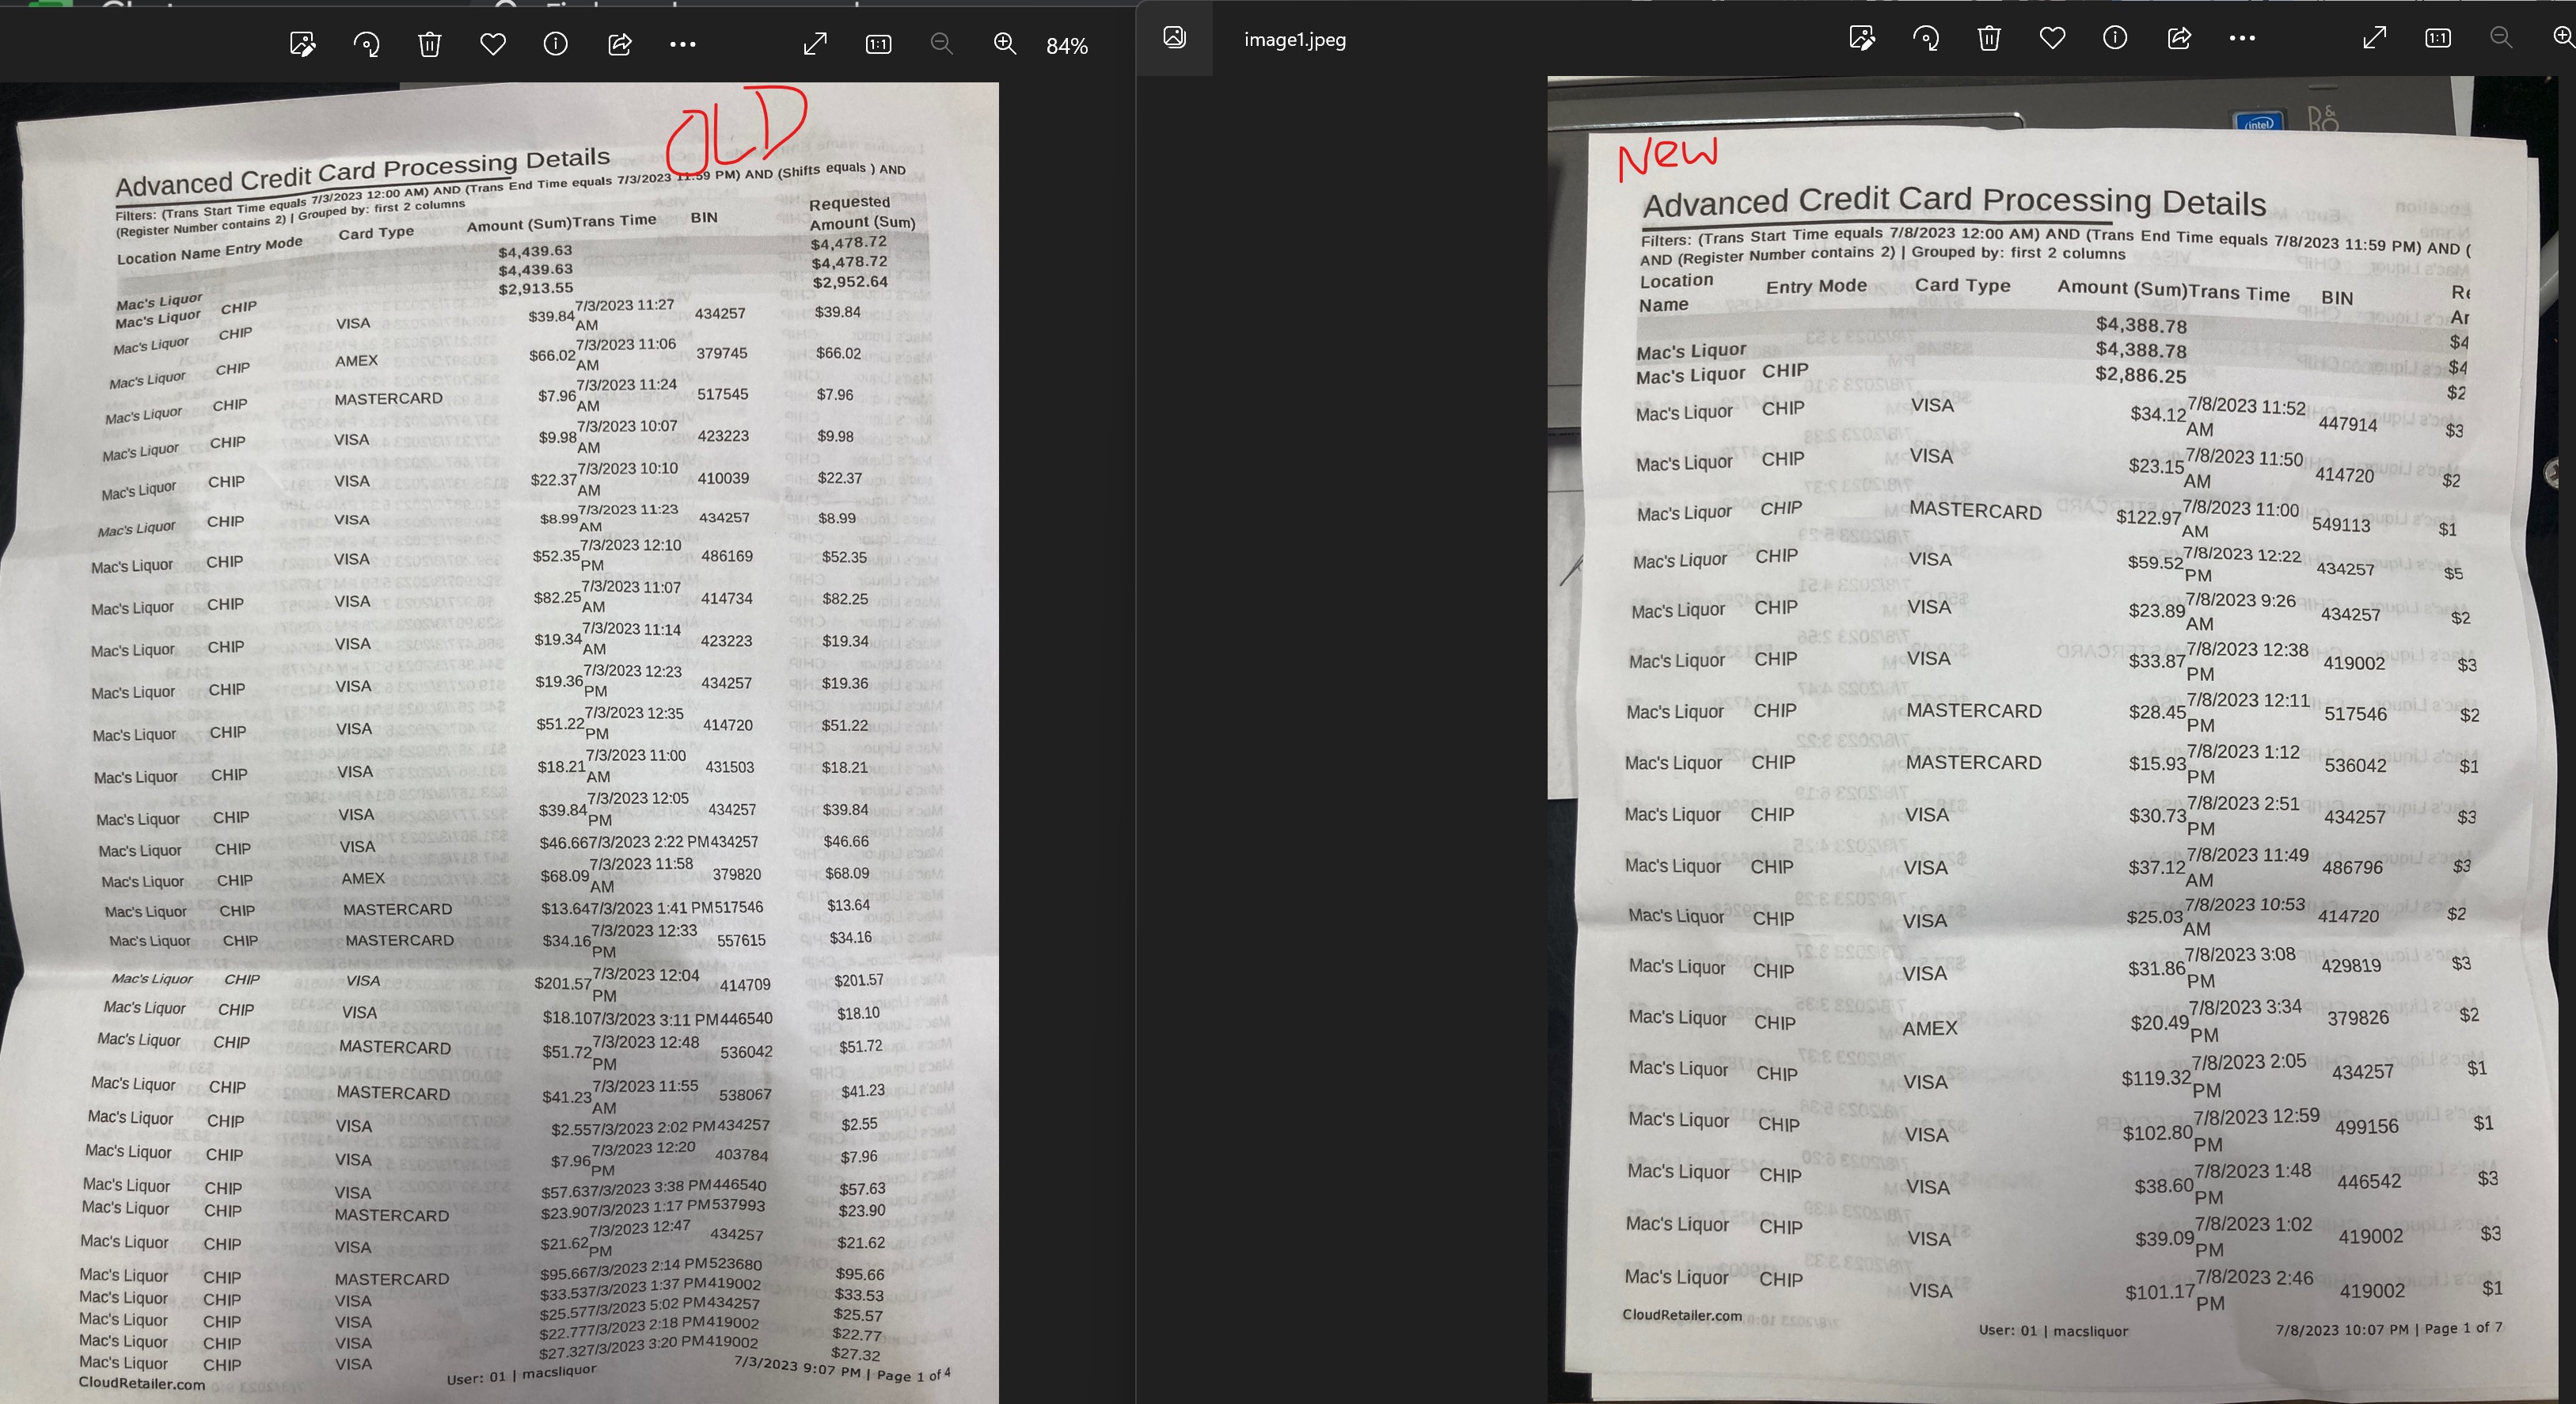 84%
OLD
Advanced Credit Card Processing Details
Filters: (Trans Start Time equals 7/3/2023 12:00 AM) AND (Trans End Time equals 7/3/2023 11:59 PM) AND (Shifts equals ) AND
(Register Number contains 2) | Grouped by: first 2 columns
Location Name Entry Mode Card Type Amount (Sum)Trans Time BIN Requested Amount (Sum)
$4,439.63 $4,478.72
Mac's Liquor $4,439.63 $4,478.72
Mac's Liquor CHIP $2,913.55 $2,952.64
Mac's Liquor CHIP VISA $39.84 7/3/2023 11:27 AM 434257 $39.84
Mac's Liquor CHIP AMEX $66.02 7/3/2023 11:06 AM 379745 $66.02
Mac's Liquor CHIP MASTERCARD $7.96 7/3/2023 11:24 AM 517545 $7.96
Mac's Liquor CHIP VISA $9.98 7/3/2023 10:07 AM 423223 $9.98
Mac's Liquor CHIP VISA $22.37 7/3/2023 10:10 AM 410039 $22.37
Mac's Liquor CHIP VISA $8.99 7/3/2023 11:23 AM 434257 $8.99
Mac's Liquor CHIP VISA $52.35 7/3/2023 12:10 PM 486169 $52.35
Mac's Liquor CHIP VISA $82.25 7/3/2023 11:07 AM 414734 $82.25
Mac's Liquor CHIP VISA $19.34 7/3/2023 11:14 AM 423223 $19.34
Mac's Liquor CHIP VISA $19.36 7/3/2023 12:23 PM 434257 $19.36
Mac's Liquor CHIP VISA $51.22 7/3/2023 12:35 PM 414720 $51.22
Mac's Liquor CHIP VISA $18.21 7/3/2023 11:00 AM 431503 $18.21
Mac's Liquor CHIP VISA $39.84 7/3/2023 12:05 PM 434257 $39.84
Mac's Liquor CHIP VISA $46.66 7/3/2023 2:22 PM 434257 $46.66
Mac's Liquor CHIP AMEX $68.09 7/3/2023 11:58 AM 379820 $68.09
Mac's Liquor CHIP MASTERCARD $13.64 7/3/2023 1:41 PM 517546 $13.64
Mac's Liquor CHIP MASTERCARD $34.16 7/3/2023 12:33 PM 557615 $34.16
Mac's Liquor CHIP VISA $201.57 7/3/2023 12:04 PM 414709 $201.57
Mac's Liquor CHIP VISA $18.10 7/3/2023 3:11 PM 446540 $18.10
Mac's Liquor CHIP MASTERCARD $51.72 7/3/2023 12:48 PM 536042 $51.72
Mac's Liquor CHIP MASTERCARD $41.23 7/3/2023 11:55 AM 538067 $41.23
Mac's Liquor CHIP VISA $2.55 7/3/2023 2:02 PM 434257 $2.55
Mac's Liquor CHIP VISA $7.96 7/3/2023 12:20 PM 403784 $7.96
Mac's Liquor CHIP VISA $57.63 7/3/2023 3:38 PM 446540 $57.63
Mac's Liquor CHIP MASTERCARD $23.90 7/3/2023 1:17 PM 537993 $23.90
Mac's Liquor CHIP VISA $21.62 7/3/2023 12:47 PM 434257 $21.62
Mac's Liquor CHIP MASTERCARD $95.66 7/3/2023 2:14 PM 523680 $95.66
Mac's Liquor CHIP VISA $33.53 7/3/2023 1:37 PM 419002 $33.53
Mac's Liquor CHIP VISA $25.57 7/3/2023 5:02 PM 434257 $25.57
Mac's Liquor CHIP VISA $22.77 7/3/2023 2:18 PM 419002 $22.77
Mac's Liquor CHIP VISA $27.32 7/3/2023 3:20 PM 419002 $27.32
CloudRetailer.com User: 01 | macsliquor 7/3/2023 9:07 PM | Page 1 of 4
image1.jpeg
intel
New
Advanced Credit Card Processing Details
Filters: (Trans Start Time equals 7/8/2023 12:00 AM) AND (Trans End Time equals 7/8/2023 11:59 PM) AND (
AND (Register Number contains 2) | Grouped by: first 2 columns
Location Name Entry Mode Card Type Amount (Sum)Trans Time BIN
$4,388.78 $4
Mac's Liquor $4,388.78 $4
Mac's Liquor CHIP $2,886.25 $2
Mac's Liquor CHIP VISA $34.12 7/8/2023 11:52 AM 447914 $3
Mac's Liquor CHIP VISA $23.15 7/8/2023 11:50 AM 414720 $2
Mac's Liquor CHIP MASTERCARD $122.97 7/8/2023 11:00 AM 549113 $1
Mac's Liquor CHIP VISA $59.52 7/8/2023 12:22 PM 434257 $5
Mac's Liquor CHIP VISA $23.89 7/8/2023 9:26 AM 434257 $2
Mac's Liquor CHIP VISA $33.87 7/8/2023 12:38 PM 419002 $3
Mac's Liquor CHIP MASTERCARD $28.45 7/8/2023 12:11 PM 517546 $2
Mac's Liquor CHIP MASTERCARD $15.93 7/8/2023 1:12 PM 536042 $1
Mac's Liquor CHIP VISA $30.73 7/8/2023 2:51 PM 434257 $3
Mac's Liquor CHIP VISA $37.12 7/8/2023 11:49 AM 486796 $3
Mac's Liquor CHIP VISA $25.03 7/8/2023 10:53 AM 414720 $2
Mac's Liquor CHIP VISA $31.86 7/8/2023 3:08 PM 429819 $3
Mac's Liquor CHIP AMEX $20.49 7/8/2023 3:34 PM 379826 $2
Mac's Liquor CHIP VISA $119.32 7/8/2023 2:05 PM 434257 $1
Mac's Liquor CHIP VISA $102.80 7/8/2023 12:59 PM 499156 $1
Mac's Liquor CHIP VISA $38.60 7/8/2023 1:48 PM 446542 $3
Mac's Liquor CHIP VISA $39.09 7/8/2023 1:02 PM 419002 $3
Mac's Liquor CHIP VISA $101.17 7/8/2023 2:46 PM 419002 $1
CloudRetailer.com User: 01 | macsliquor 7/8/2023 10:07 PM | Page 1 of 7